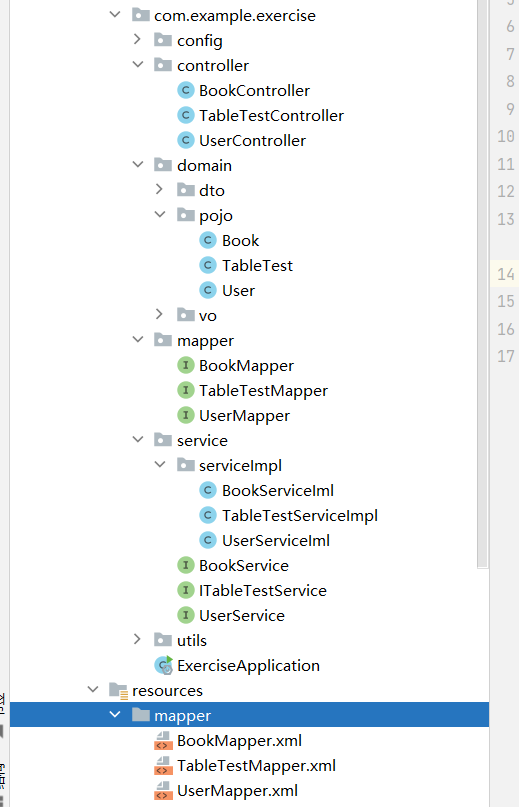 com.example.exercise
config
controller
BookController
TableTestController
UserController
domain
dto
pojo
Book
TableTest
User
vo
mapper
BookMapper
TableTestMapper
UserMapper
service
serviceImpl
BookServiceIml
TableTestServiceImpl
UserServiceIml
BookService
ITableTestService
UserService
utils
ExerciseApplication
resources
mapper
BookMapper.xml
TableTestMapper.xml
UserMapper.xml
6
7
8
9
10
11
12
13
14
15
16
17